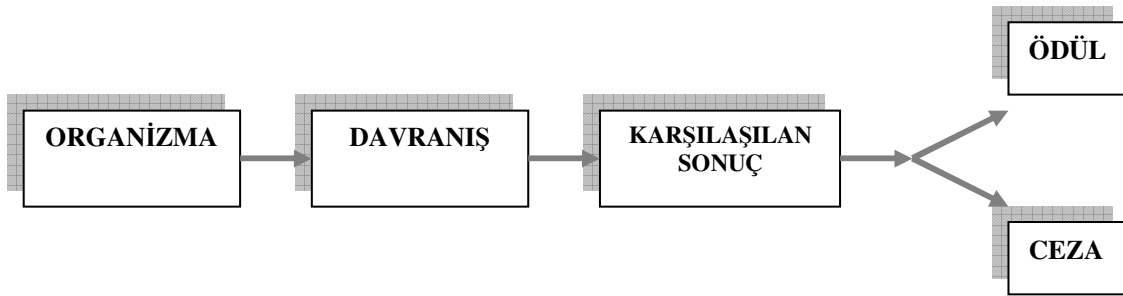 ORGANİZMA
DAVRANIŞ
KARŞILAŞILAN
SONUÇ
ÖDÜL
CEZA